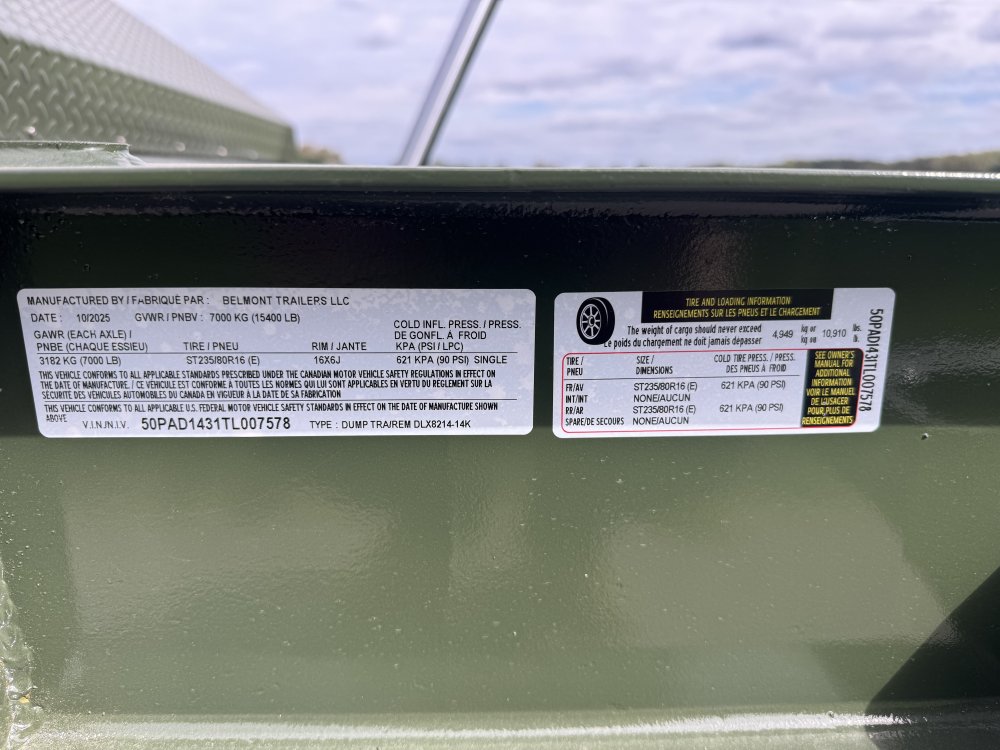 MANUFACTURED BY / FABRIQUÉ PAR : BELMONT TRAILERS LLC
DATE : 10/2025 GVWR / PNBV : 7000 KG (15400 LB)
GAWR (EACH AXLE) / PNBE (CHAQUE ESSIEU) TIRE / PNEU RIM / JANTE COLD INFL. PRESS. / PRESS. DE GONFL. À FROID KPA (PSI / LPC)
3182 KG (7000 LB) ST235/80R16 (E) 16X6J 621 KPA (90 PSI) SINGLE
THIS VEHICLE CONFORMS TO ALL APPLICABLE STANDARDS PRESCRIBED UNDER THE CANADIAN MOTOR VEHICLE SAFETY REGULATIONS IN EFFECT ON
THE DATE OF MANUFACTURE. / CE VÉHICULE EST CONFORME À TOUTES LES NORMES QUI LUI SONT APPLICABLES EN VERTU DU RÈGLEMENT SUR LA
SÉCURITÉ DES VÉHICULES AUTOMOBILES DU CANADA EN VIGUEUR À LA DATE DE SA FABRICATION
THIS VEHICLE CONFORMS TO ALL APPLICABLE U.S. FEDERAL MOTOR VEHICLE SAFETY STANDARDS IN EFFECT ON THE DATE OF MANUFACTURE SHOWN
ABOVE
V.I.N./N.I.V. 50PAD1431TL007578 TYPE : DUMP TRA/REM DLX8214-14K
TIRE AND LOADING INFORMATION
RENSEIGNEMENTS SUR LES PNEUS ET LE CHARGEMENT
The weight of cargo should never exceed 4,949 kg or 10,910 lbs.
Le poids du chargement ne doit jamais dépasser kg ou lb.
TIRE / PNEU SIZE / DIMENSIONS COLD TIRE PRESS. / PRESS. DES PNEUS À FROID
FR/AV ST235/80R16 (E) 621 KPA (90 PSI)
INT/INT NONE/AUCUN
RR/AR ST235/80R16 (E) 621 KPA (90 PSI)
SPARE/DE SECOURS NONE/AUCUN
SEE OWNER'S
MANUAL FOR
ADDITIONAL
INFORMATION
VOIR LE MANUEL
DE L'USAGER
POUR PLUS DE
RENSEIGNEMENTS
50PAD1431TL007578